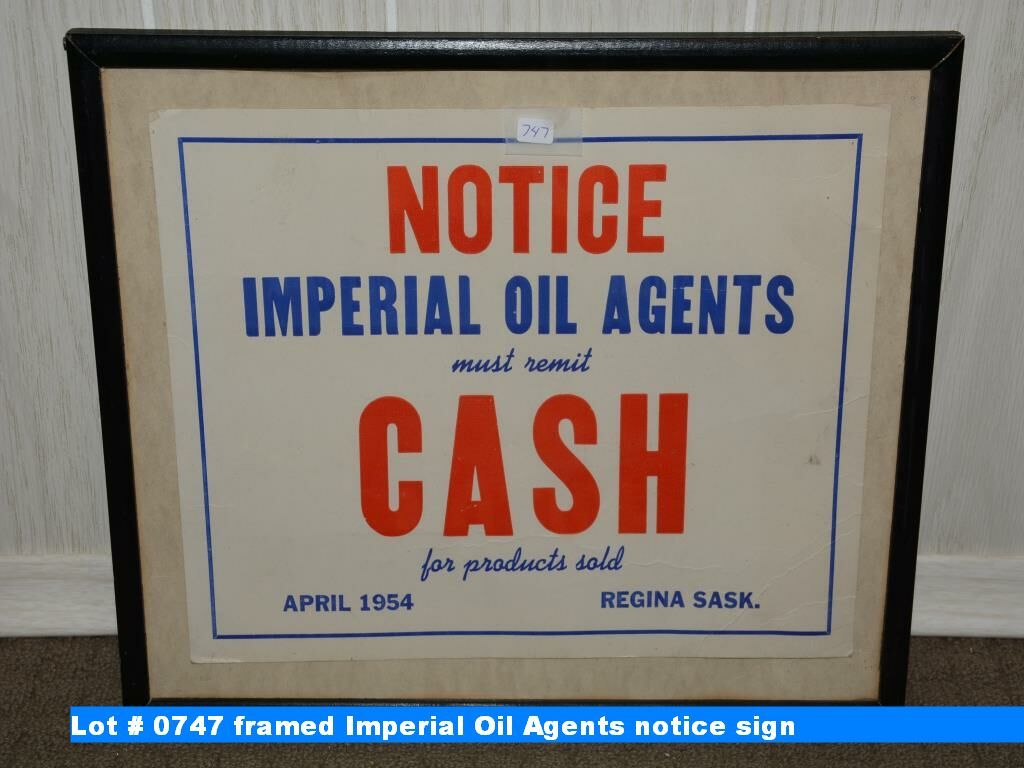 747
NOTICE
IMPERIAL OIL AGENTS
must remit
CASH
for products sold
APRIL 1954 REGINA SASK.
Lot # 0747 framed Imperial Oil Agents notice sign